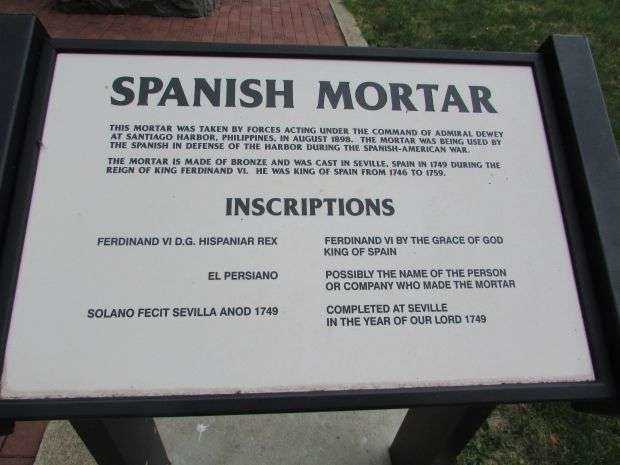 SPANISH MORTAR
THIS MORTAR WAS TAKEN BY FORCES ACTING UNDER THE COMMAND OF ADMIRAL DEWEY
AT SANTIAGO HARBOR, PHILIPPINES, IN AUGUST 1898. THE MORTAR WAS BEING USED BY
THE SPANISH IN DEFENSE OF THE HARBOR DURING THE SPANISH-AMERICAN WAR.
THE MORTAR IS MADE OF BRONZE AND WAS CAST IN SEVILLE, SPAIN IN 1749 DURING THE
REIGN OF KING FERDINAND VI. HE WAS KING OF SPAIN FROM 1746 TO 1759.
INSCRIPTIONS
FERDINAND VI D.G. HISPANIAR REX
FERDINAND VI BY THE GRACE OF GOD
KING OF SPAIN
EL PERSIANO
POSSIBLY THE NAME OF THE PERSON
OR COMPANY WHO MADE THE MORTAR
SOLANO FECIT SEVILLA ANOD 1749
COMPLETED AT SEVILLE
IN THE YEAR OF OUR LORD 1749